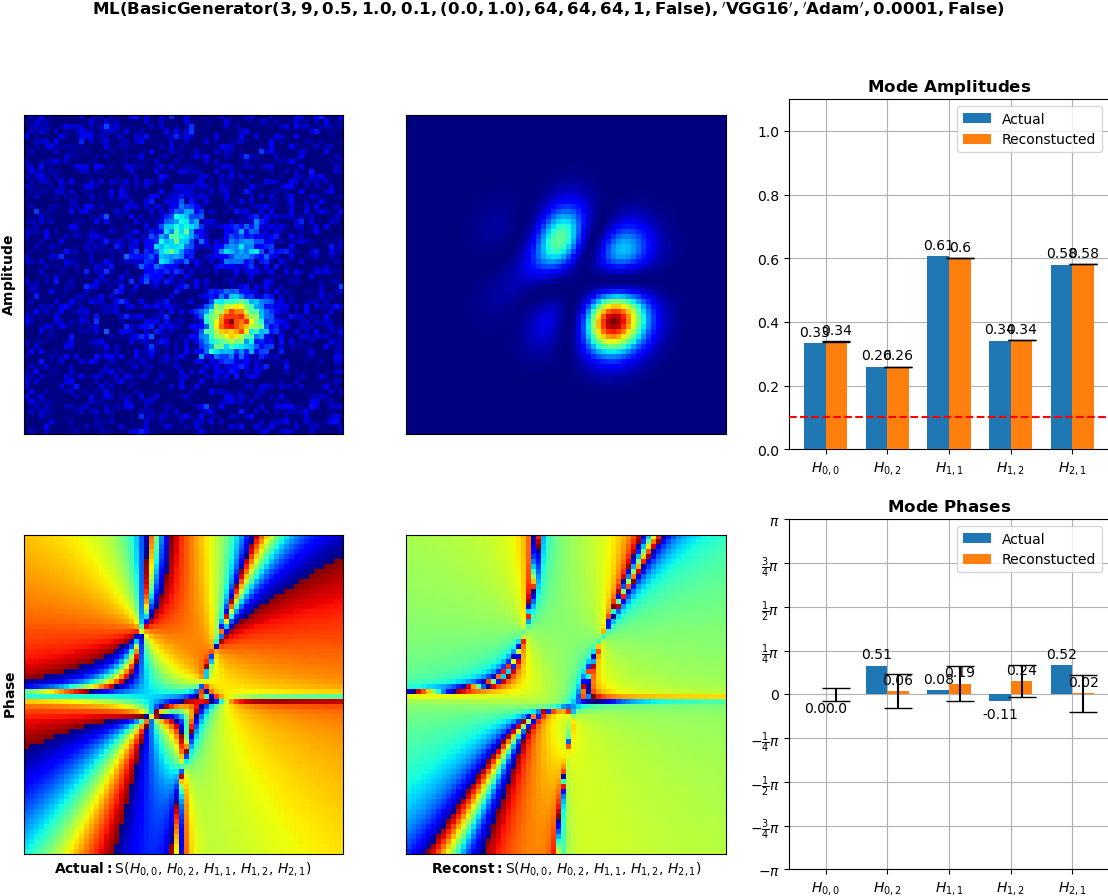 ML(BasicGenerator(3, 9, 0.5, 1.0, 0.1, (0.0, 1.0), 64, 64, 64, 1, False), ′VGG16′, ′Adam′, 0.0001, False)
Amplitude
Mode Amplitudes
Actual
Reconstucted
1.0
0.8
0.6
0.4
0.2
0.0
0.33 0.34 0.26 0.26 0.61 0.6 0.34 0.34 0.58 0.58
H0,0 H0,2 H1,1 H1,2 H2,1
Phase
Actual: S(H0,0, H0,2, H1,1, H1,2, H2,1)
Reconst: S(H0,0, H0,2, H1,1, H1,2, H2,1)
Mode Phases
Actual
Reconstucted
π
3/4π
1/2π
1/4π
0
−1/4π
−1/2π
−3/4π
−π
0.51 0.06 0.08 0.19 -0.11 0.24 0.52 0.02
H0,0 H0,2 H1,1 H1,2 H2,1